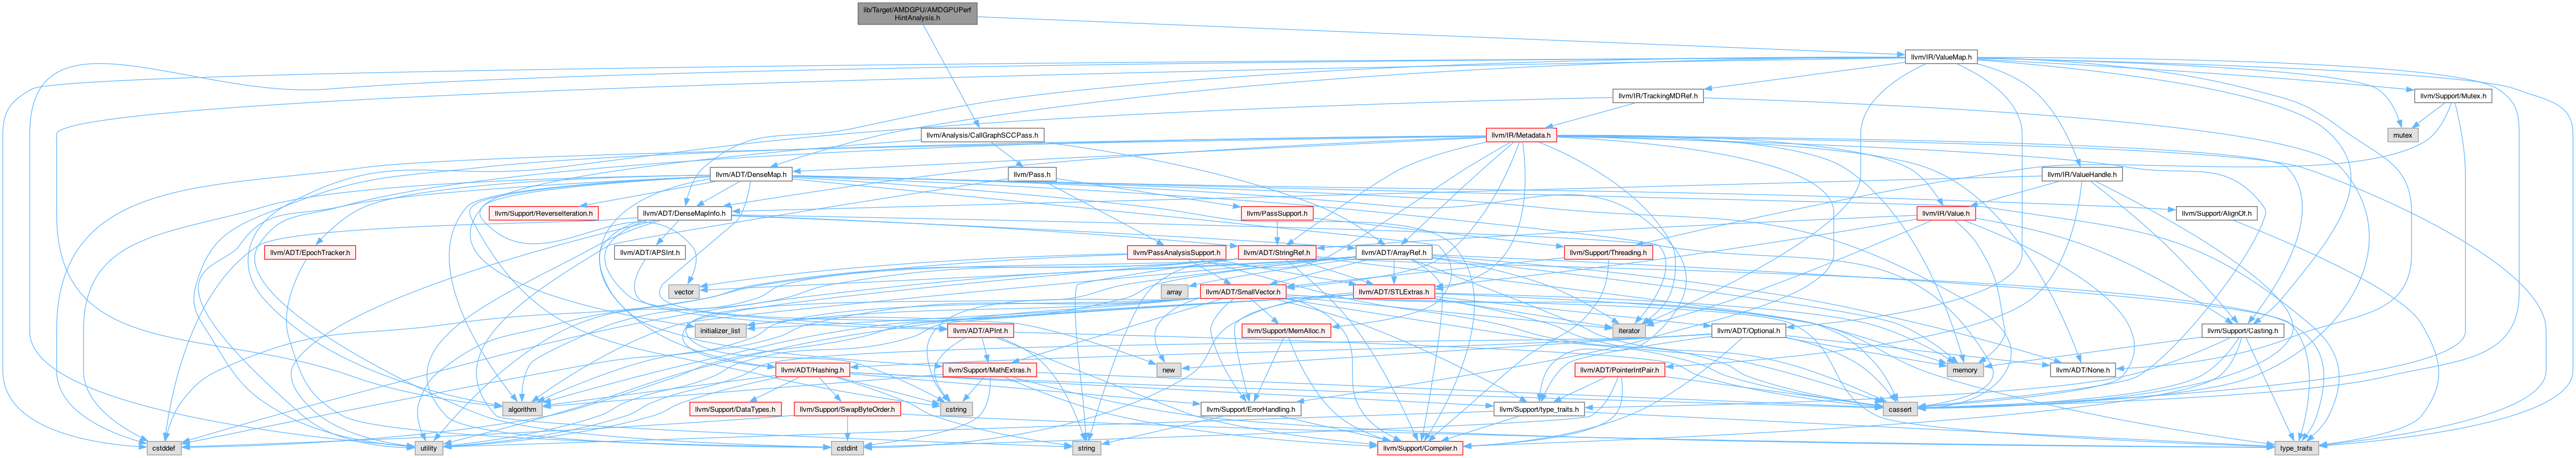 lib/Target/AMDGPU/AMDGPUPerf
HintAnalysis.h
llvm/IR/ValueMap.h
llvm/IR/TrackingMDRef.h
llvm/Support/Mutex.h
llvm/Analysis/CallGraphSCCPass.h
llvm/IR/Metadata.h
mutex
llvm/ADT/DenseMap.h
llvm/Pass.h
llvm/IR/ValueHandle.h
llvm/Support/ReverseIteration.h
llvm/ADT/DenseMapInfo.h
llvm/PassSupport.h
llvm/IR/Value.h
llvm/Support/AlignOf.h
llvm/ADT/EpochTracker.h
llvm/ADT/APSInt.h
llvm/PassAnalysisSupport.h
llvm/ADT/StringRef.h
llvm/ADT/ArrayRef.h
llvm/Support/Threading.h
vector
array
llvm/ADT/SmallVector.h
llvm/ADT/STLExtras.h
initializer_list
llvm/ADT/APInt.h
llvm/Support/MemAlloc.h
iterator
llvm/ADT/Optional.h
llvm/Support/Casting.h
llvm/ADT/Hashing.h
llvm/Support/MathExtras.h
new
llvm/ADT/PointerIntPair.h
memory
llvm/ADT/None.h
algorithm
llvm/Support/DataTypes.h
llvm/Support/SwapByteOrder.h
cstring
llvm/Support/ErrorHandling.h
llvm/Support/type_traits.h
cassert
cstddef
utility
cstdint
string
llvm/Support/Compiler.h
type_traits